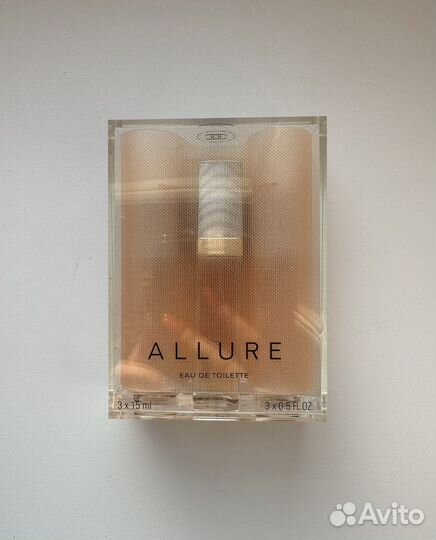 ALLURE
EAU DE TOILETTE
3 x 15 ml 3 x 0.5 FL.OZ
Avito